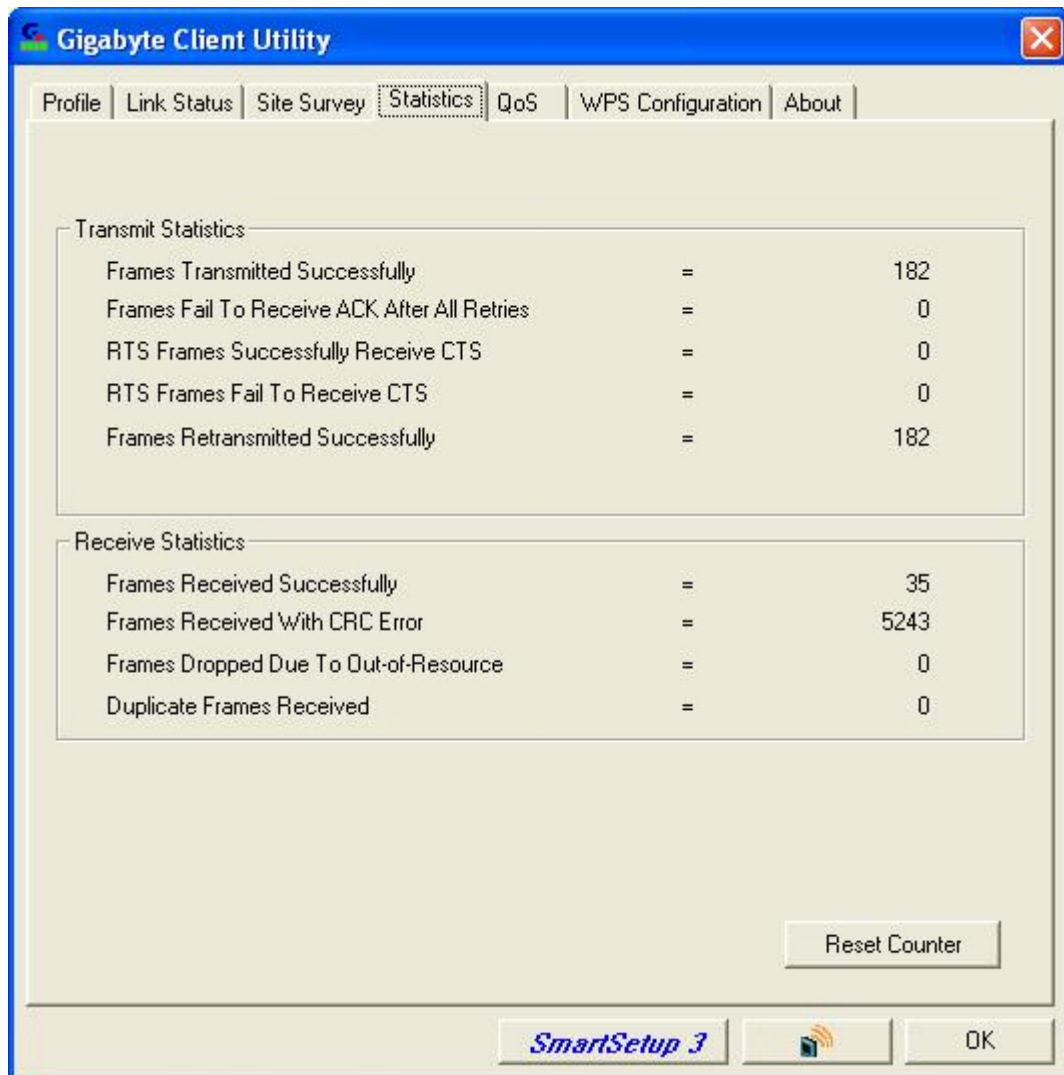 Gigabyte Client Utility
Profile Link Status Site Survey Statistics QoS WPS Configuration About
Transmit Statistics
Frames Transmitted Successfully = 182
Frames Fail To Receive ACK After All Retries = 0
RTS Frames Successfully Receive CTS = 0
RTS Frames Fail To Receive CTS = 0
Frames Retransmitted Successfully = 182
Receive Statistics
Frames Received Successfully = 35
Frames Received With CRC Error = 5243
Frames Dropped Due To Out-of-Resource = 0
Duplicate Frames Received = 0
Reset Counter
SmartSetup 3 OK